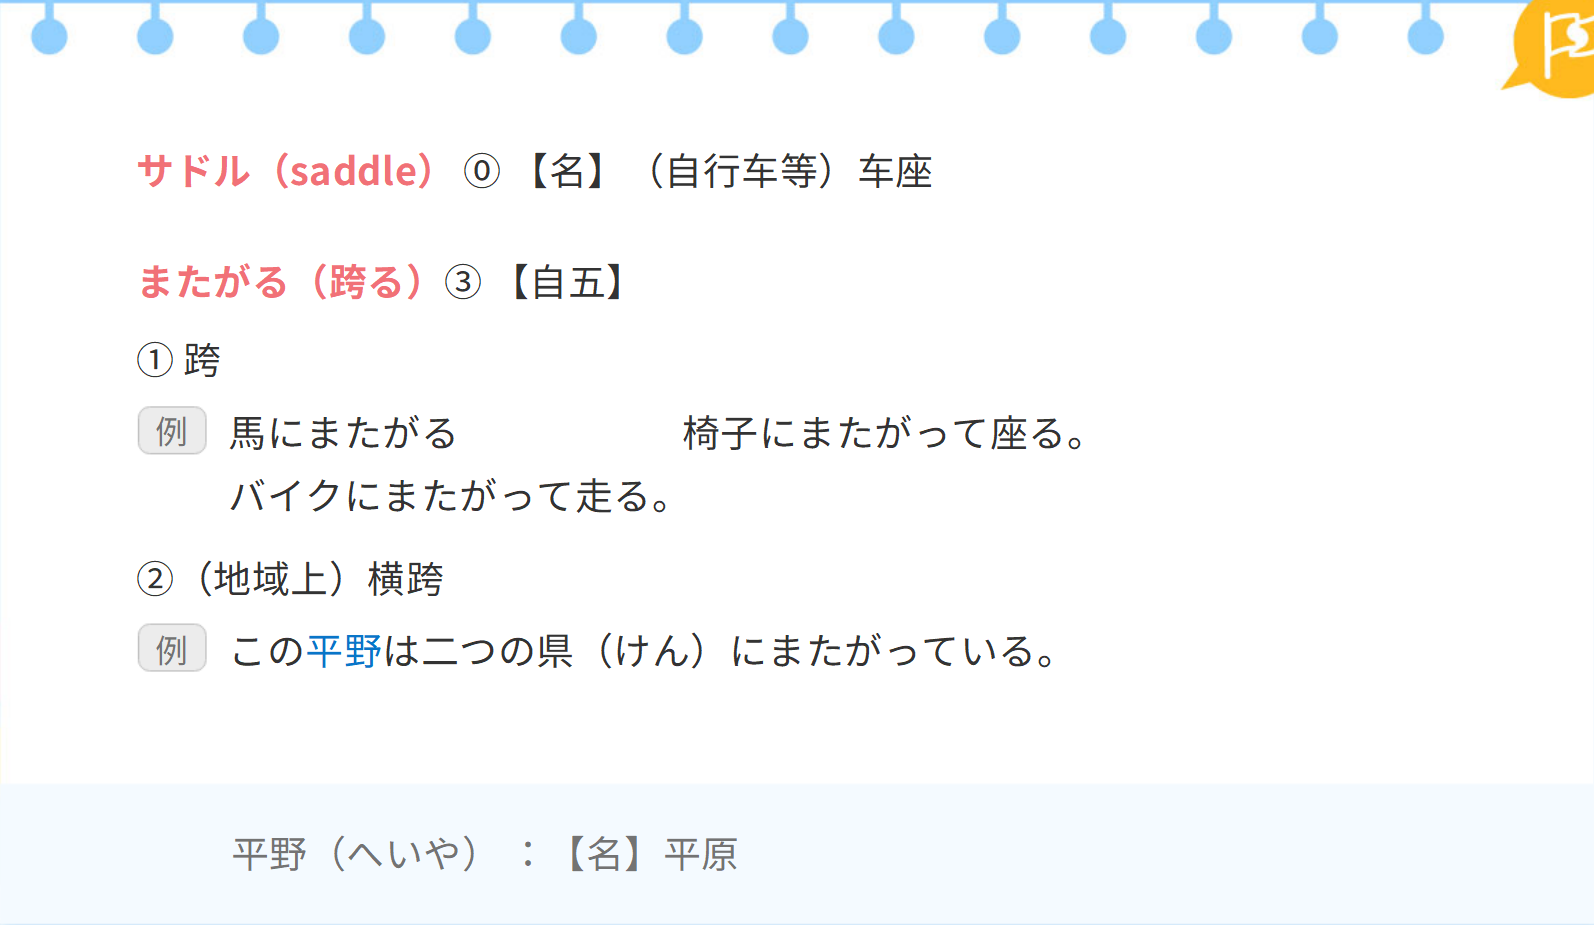 サドル（saddle）⓪【名】（自行车等）车座
またがる（跨る）③【自五】
① 跨
例 馬にまたがる 椅子にまたがって座る。
バイクにまたがって走る。
②（地域上）横跨
例 この平野は二つの県（けん）にまたがっている。
平野（へいや）：【名】平原